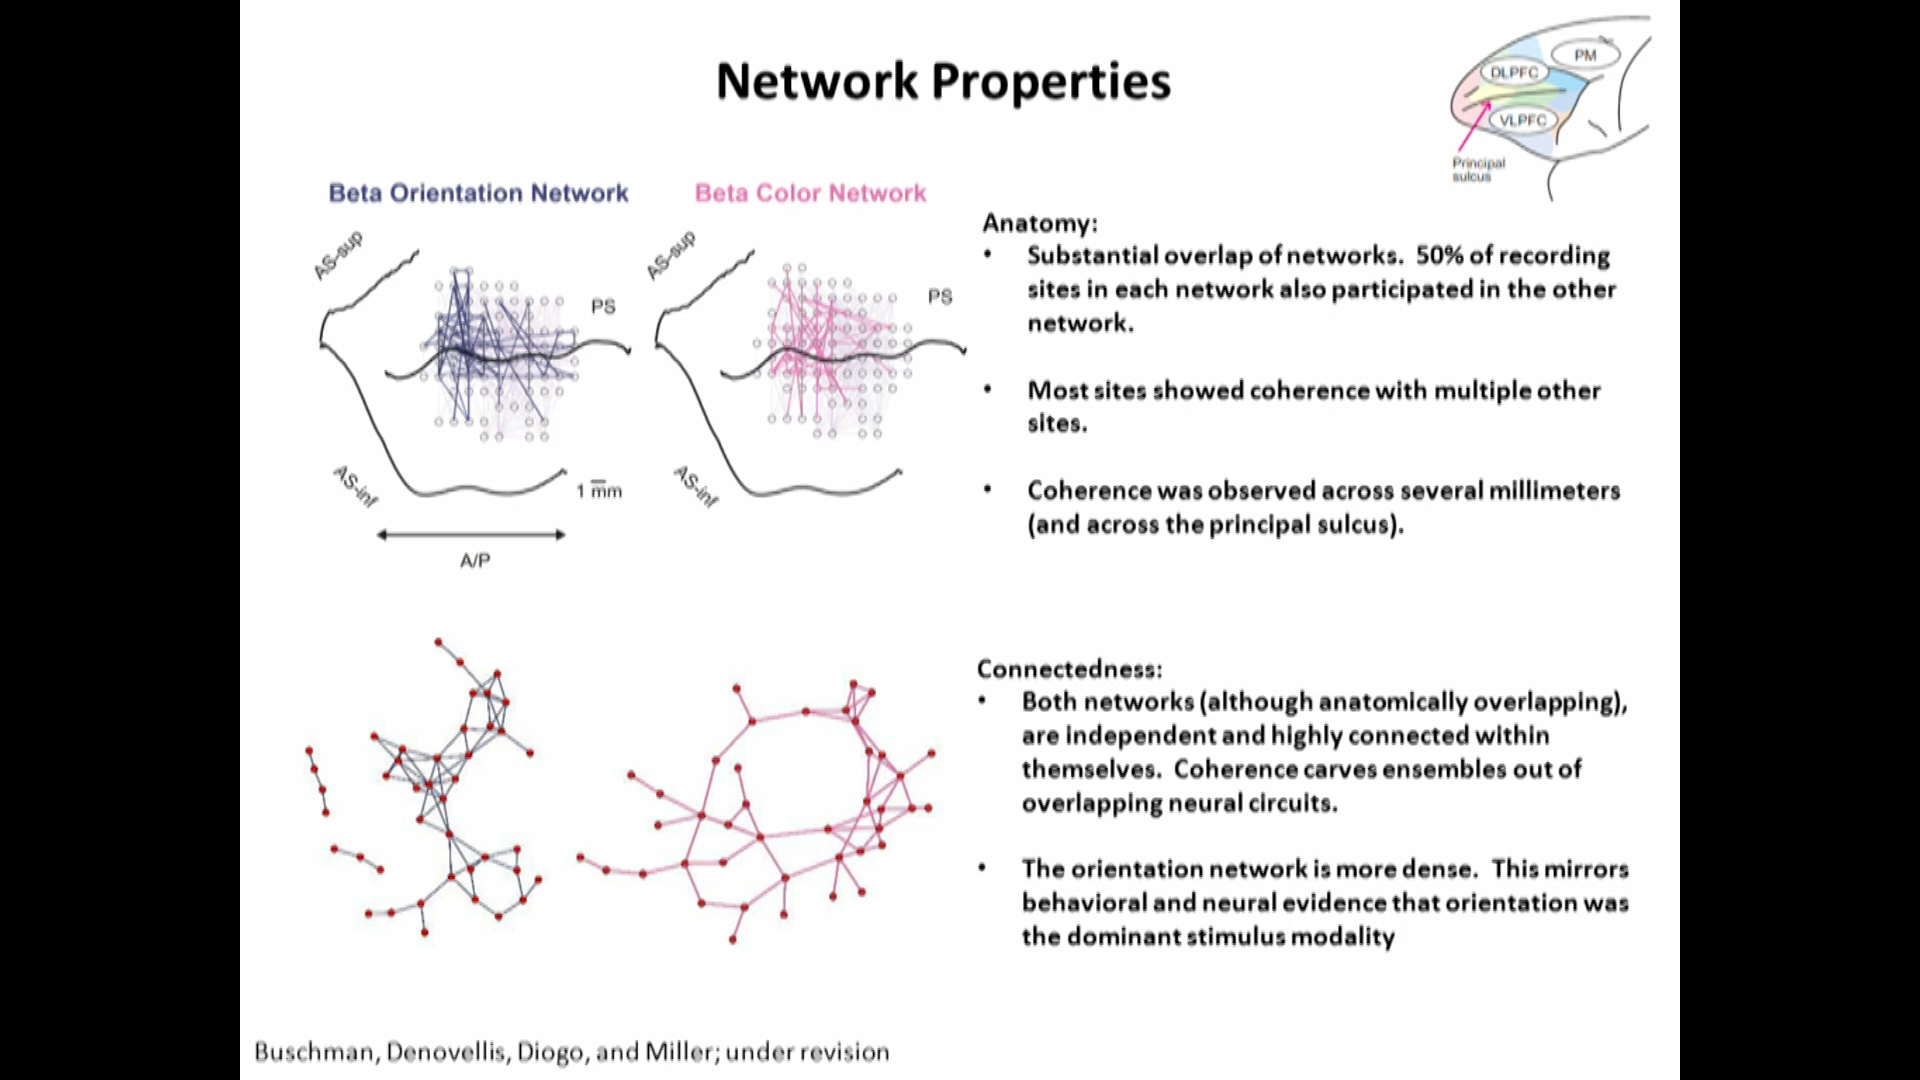 Network Properties
PM
DLPFC
VLPFC
Principal
sulcus
Beta Orientation Network
Beta Color Network
AS-sup
PS
AS-inf
1 mm
A/P
AS-sup
PS
AS-inf
Anatomy:
• Substantial overlap of networks. 50% of recording
sites in each network also participated in the other
network.
• Most sites showed coherence with multiple other
sites.
• Coherence was observed across several millimeters
(and across the principal sulcus).
Connectedness:
• Both networks (although anatomically overlapping),
are independent and highly connected within
themselves. Coherence carves ensembles out of
overlapping neural circuits.
• The orientation network is more dense. This mirrors
behavioral and neural evidence that orientation was
the dominant stimulus modality
Buschman, Denovellis, Diogo, and Miller; under revision